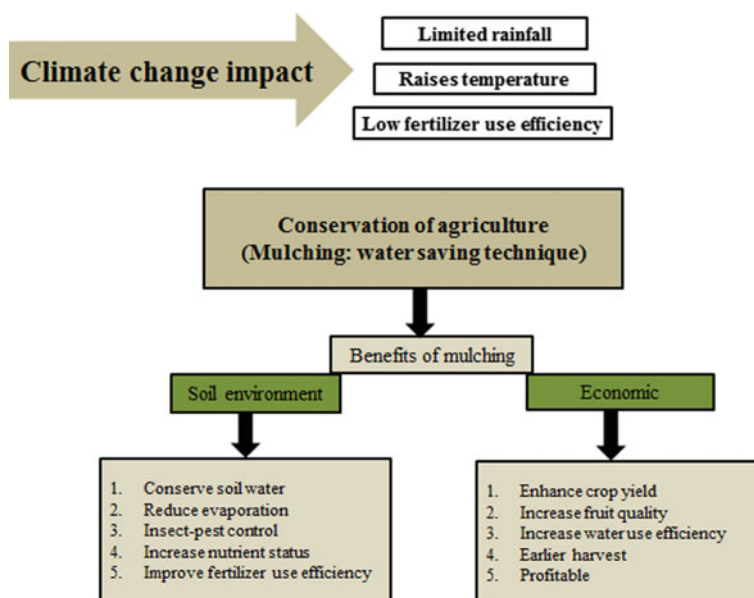 Limited rainfall
Climate change impact
Raises temperature
Low fertilizer use efficiency
Conservation of agriculture
(Mulching: water saving technique)
Benefits of mulching
Soil environment
Economic
1. Conserve soil water
2. Reduce evaporation
3. Insect-pest control
4. Increase nutrient status
5. Improve fertilizer use efficiency
1. Enhance crop yield
2. Increase fruit quality
3. Increase water use efficiency
4. Earlier harvest
5. Profitable